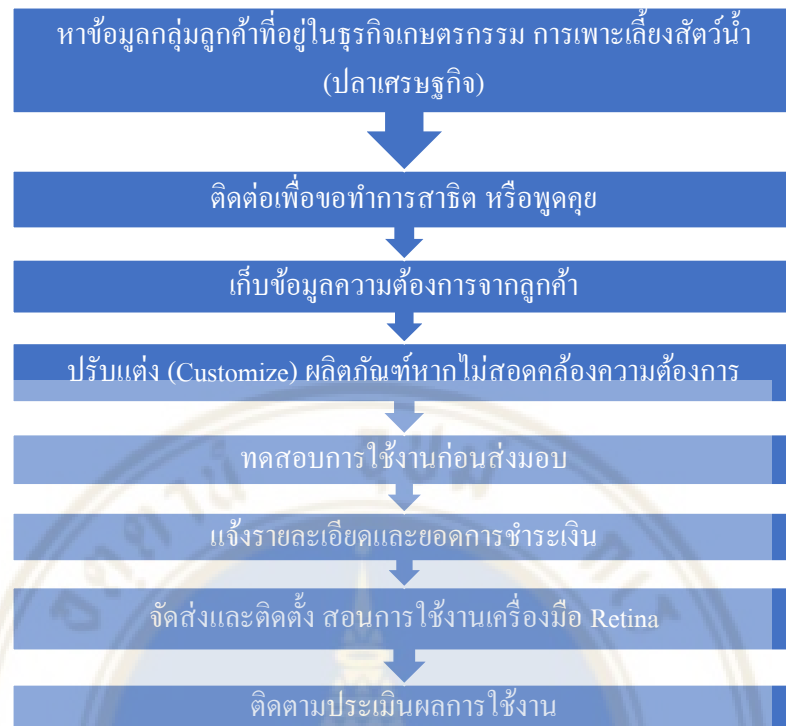 หาข้อมูลกลุ่มลูกค้าที่อยู่ในธุรกิจเกษตรกรรม การเพาะเลี้ยงสัตว์น้ำ
(ปลาเศรษฐกิจ)
ติดต่อเพื่อขอทำการสาธิต หรือพูดคุย
เก็บข้อมูลความต้องการจากลูกค้า
ปรับแต่ง (Customize) ผลิตภัณฑ์หากไม่สอดคล้องความต้องการ
ทดสอบการใช้งานก่อนส่งมอบ
แจ้งรายละเอียดและยอดการชำระเงิน
จัดส่งและติดตั้ง สอนการใช้งานเครื่องมือ Retina
ติดตามประเมินผลการใช้งาน